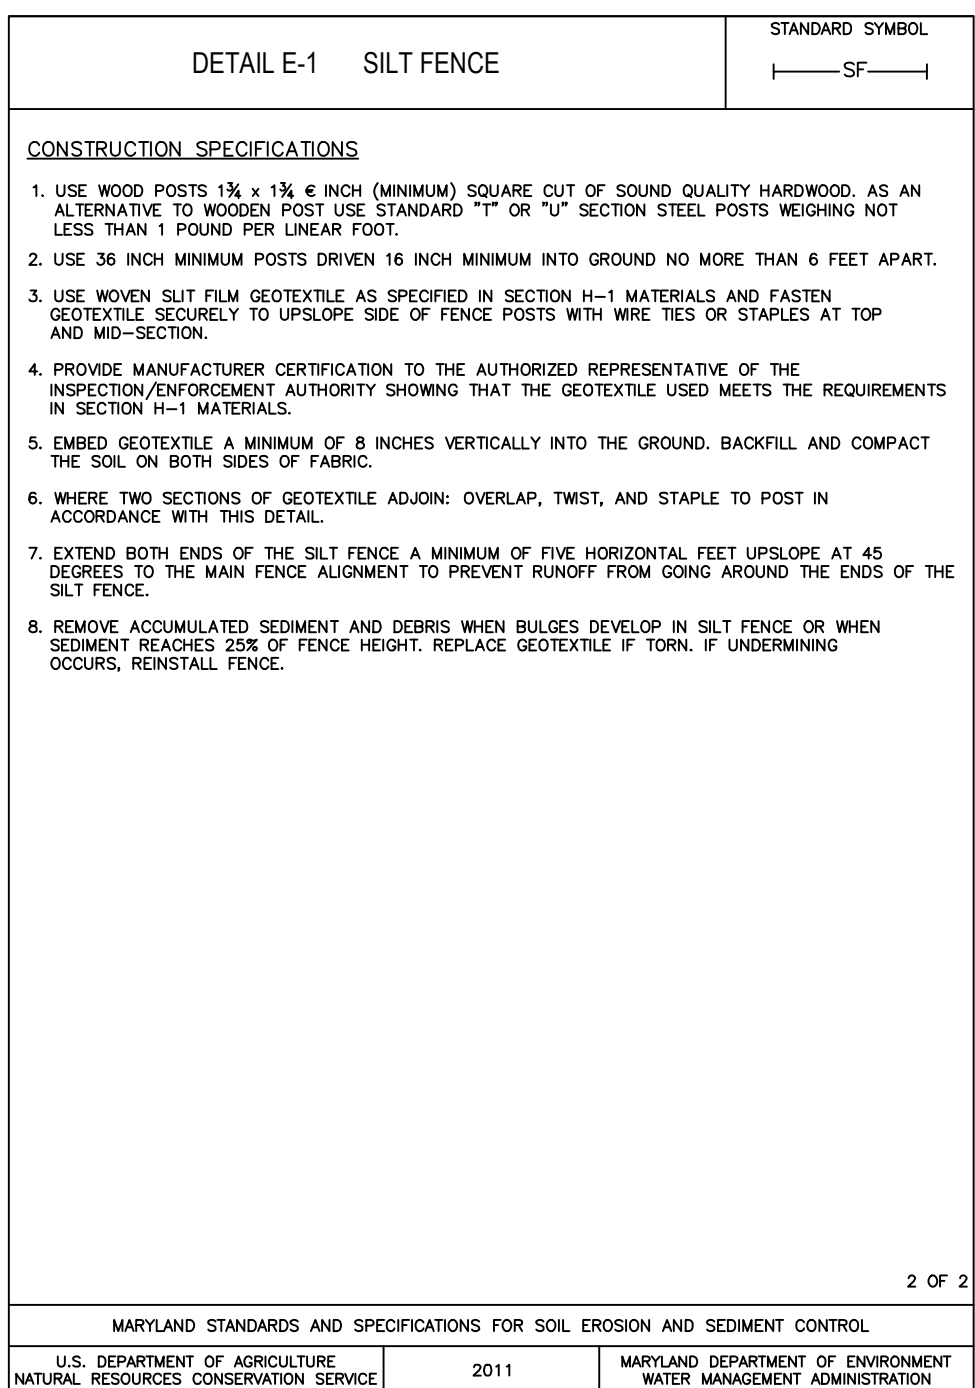 DETAIL E-1 SILT FENCE
STANDARD SYMBOL
SF
CONSTRUCTION SPECIFICATIONS
1. USE WOOD POSTS 1¾ x 1¾ € INCH (MINIMUM) SQUARE CUT OF SOUND QUALITY HARDWOOD. AS AN
ALTERNATIVE TO WOODEN POST USE STANDARD "T" OR "U" SECTION STEEL POSTS WEIGHING NOT
LESS THAN 1 POUND PER LINEAR FOOT.
2. USE 36 INCH MINIMUM POSTS DRIVEN 16 INCH MINIMUM INTO GROUND NO MORE THAN 6 FEET APART.
3. USE WOVEN SLIT FILM GEOTEXTILE AS SPECIFIED IN SECTION H-1 MATERIALS AND FASTEN
GEOTEXTILE SECURELY TO UPSLOPE SIDE OF FENCE POSTS WITH WIRE TIES OR STAPLES AT TOP
AND MID-SECTION.
4. PROVIDE MANUFACTURER CERTIFICATION TO THE AUTHORIZED REPRESENTATIVE OF THE
INSPECTION/ENFORCEMENT AUTHORITY SHOWING THAT THE GEOTEXTILE USED MEETS THE REQUIREMENTS
IN SECTION H-1 MATERIALS.
5. EMBED GEOTEXTILE A MINIMUM OF 8 INCHES VERTICALLY INTO THE GROUND. BACKFILL AND COMPACT
THE SOIL ON BOTH SIDES OF FABRIC.
6. WHERE TWO SECTIONS OF GEOTEXTILE ADJOIN: OVERLAP, TWIST, AND STAPLE TO POST IN
ACCORDANCE WITH THIS DETAIL.
7. EXTEND BOTH ENDS OF THE SILT FENCE A MINIMUM OF FIVE HORIZONTAL FEET UPSLOPE AT 45
DEGREES TO THE MAIN FENCE ALIGNMENT TO PREVENT RUNOFF FROM GOING AROUND THE ENDS OF THE
SILT FENCE.
8. REMOVE ACCUMULATED SEDIMENT AND DEBRIS WHEN BULGES DEVELOP IN SILT FENCE OR WHEN
SEDIMENT REACHES 25% OF FENCE HEIGHT. REPLACE GEOTEXTILE IF TORN. IF UNDERMINING
OCCURS, REINSTALL FENCE.
2 OF 2
MARYLAND STANDARDS AND SPECIFICATIONS FOR SOIL EROSION AND SEDIMENT CONTROL
U.S. DEPARTMENT OF AGRICULTURE
NATURAL RESOURCES CONSERVATION SERVICE
2011
MARYLAND DEPARTMENT OF ENVIRONMENT
WATER MANAGEMENT ADMINISTRATION